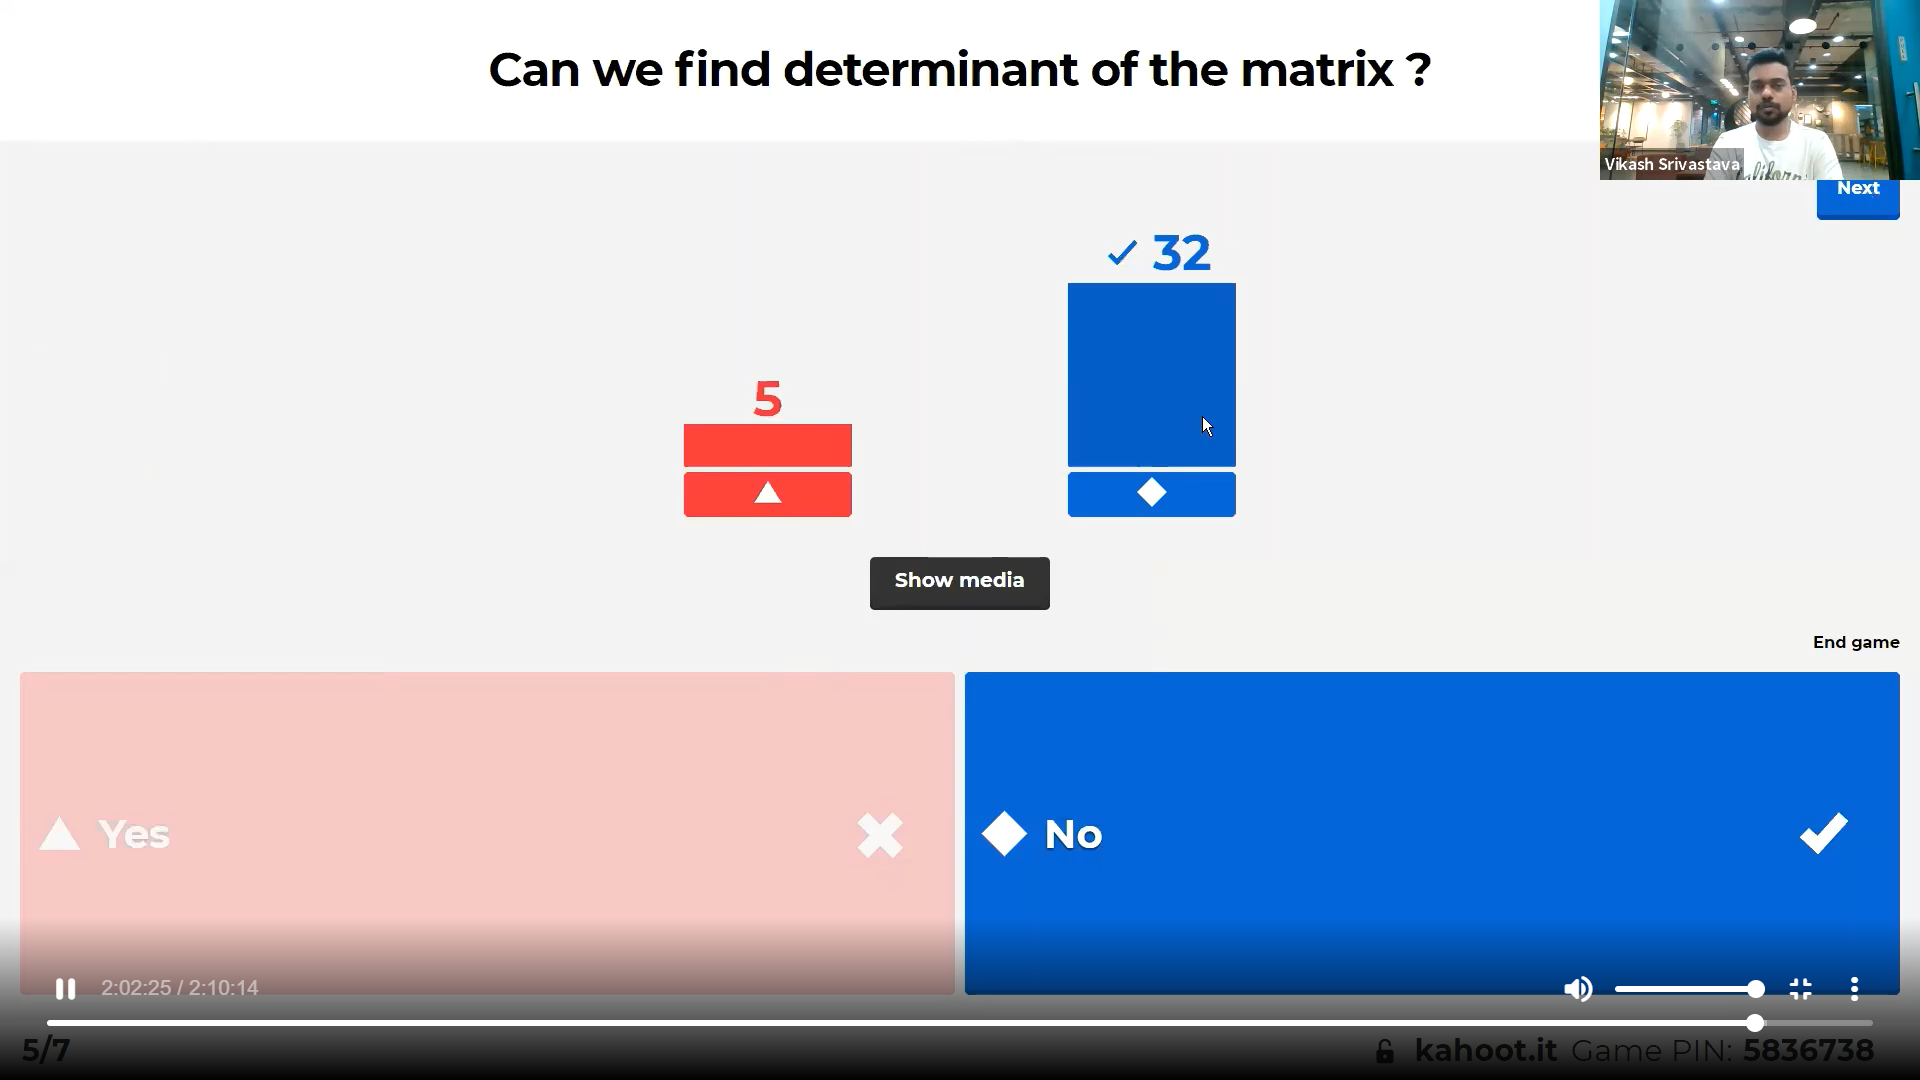 Can we find determinant of the matrix ?
Vikash Srivastava
Next
32
5
Show media
End game
Yes
No
2:02:25 / 2:10:14
5/7
kahoot.it Game PIN: 5836738